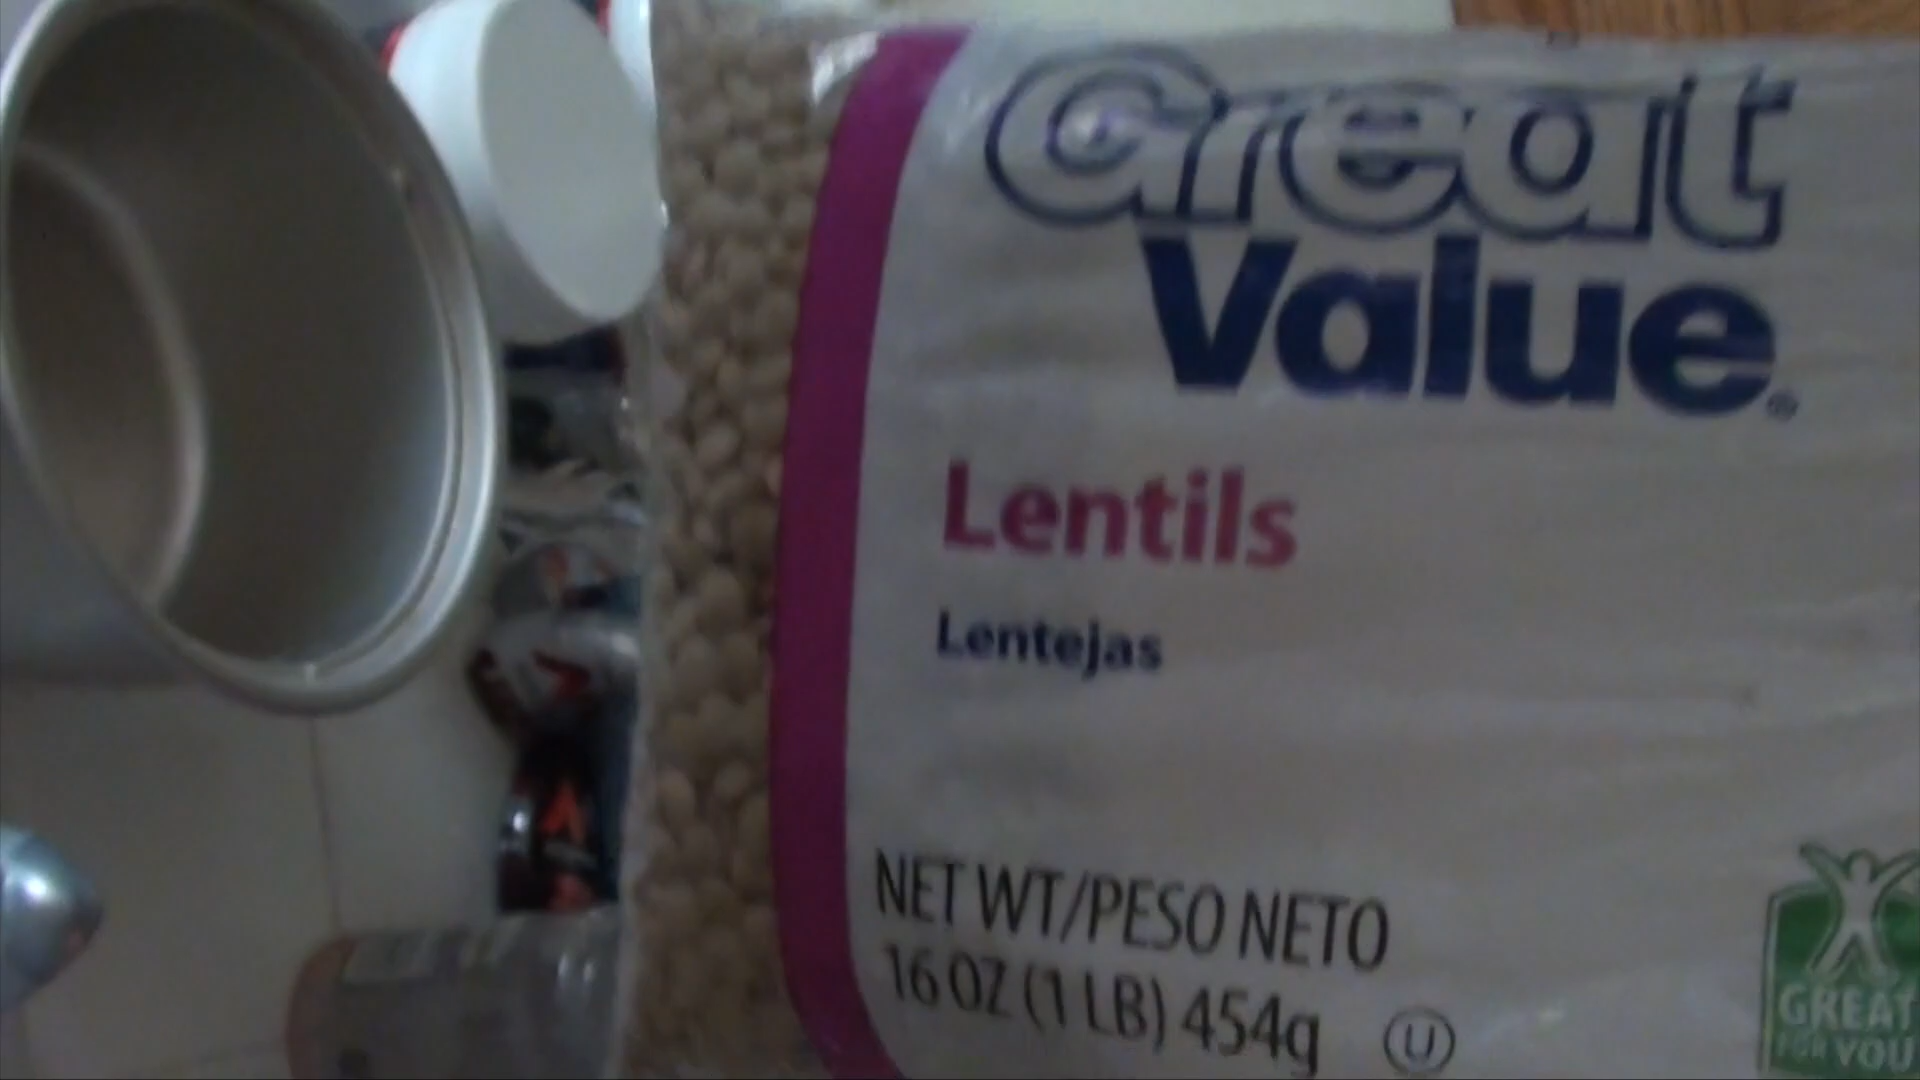 Great
Value®
Lentils
Lentejas
NET WT/PESO NETO
16 OZ (1 LB) 454g
U
GREAT
FOR YOU